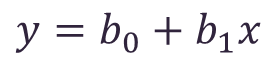 y = b₀ + b₁x